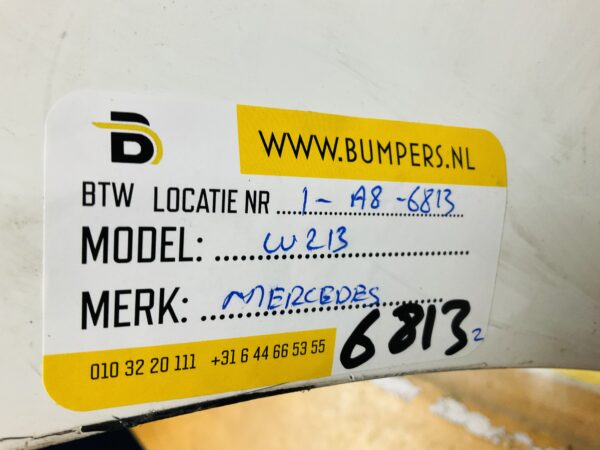 B
WWW.BUMPERS.NL
BTW LOCATIE NR 1-A8-6813
MODEL: W213
MERK: MERCEDES
010 32 20 111 +31 6 44 66 53 55
6813 2